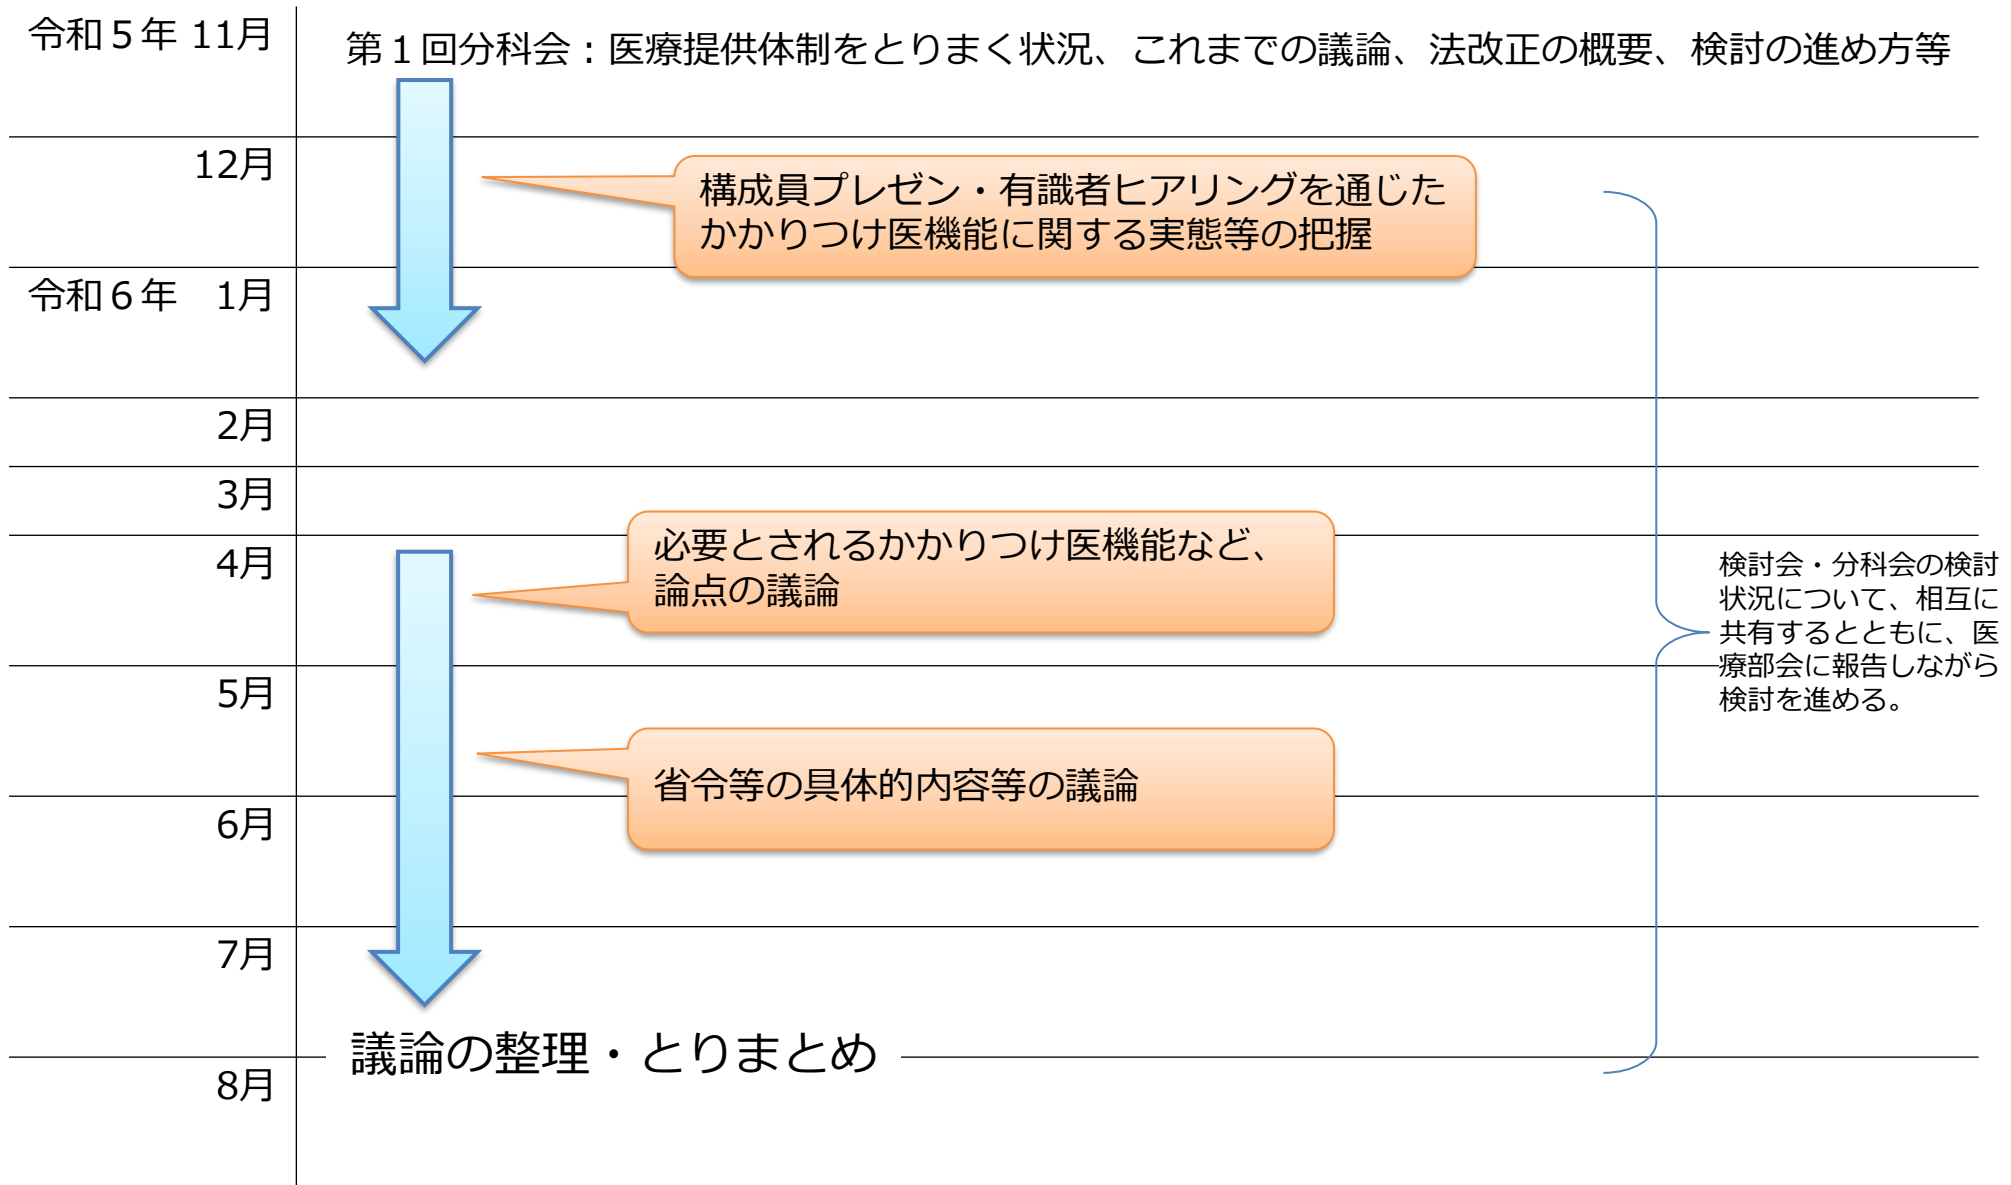 令和５年 11月
第１回分科会：医療提供体制をとりまく状況、これまでの議論、法改正の概要、検討の進め方等
12月
構成員プレゼン・有識者ヒアリングを通じた
かかりつけ医機能に関する実態等の把握
令和６年　1月
2月
3月
4月
必要とされるかかりつけ医機能など、
論点の議論
検討会・分科会の検討
状況について、相互に
共有するとともに、医
療部会に報告しながら
検討を進める。
5月
省令等の具体的内容等の議論
6月
7月
議論の整理・とりまとめ
8月